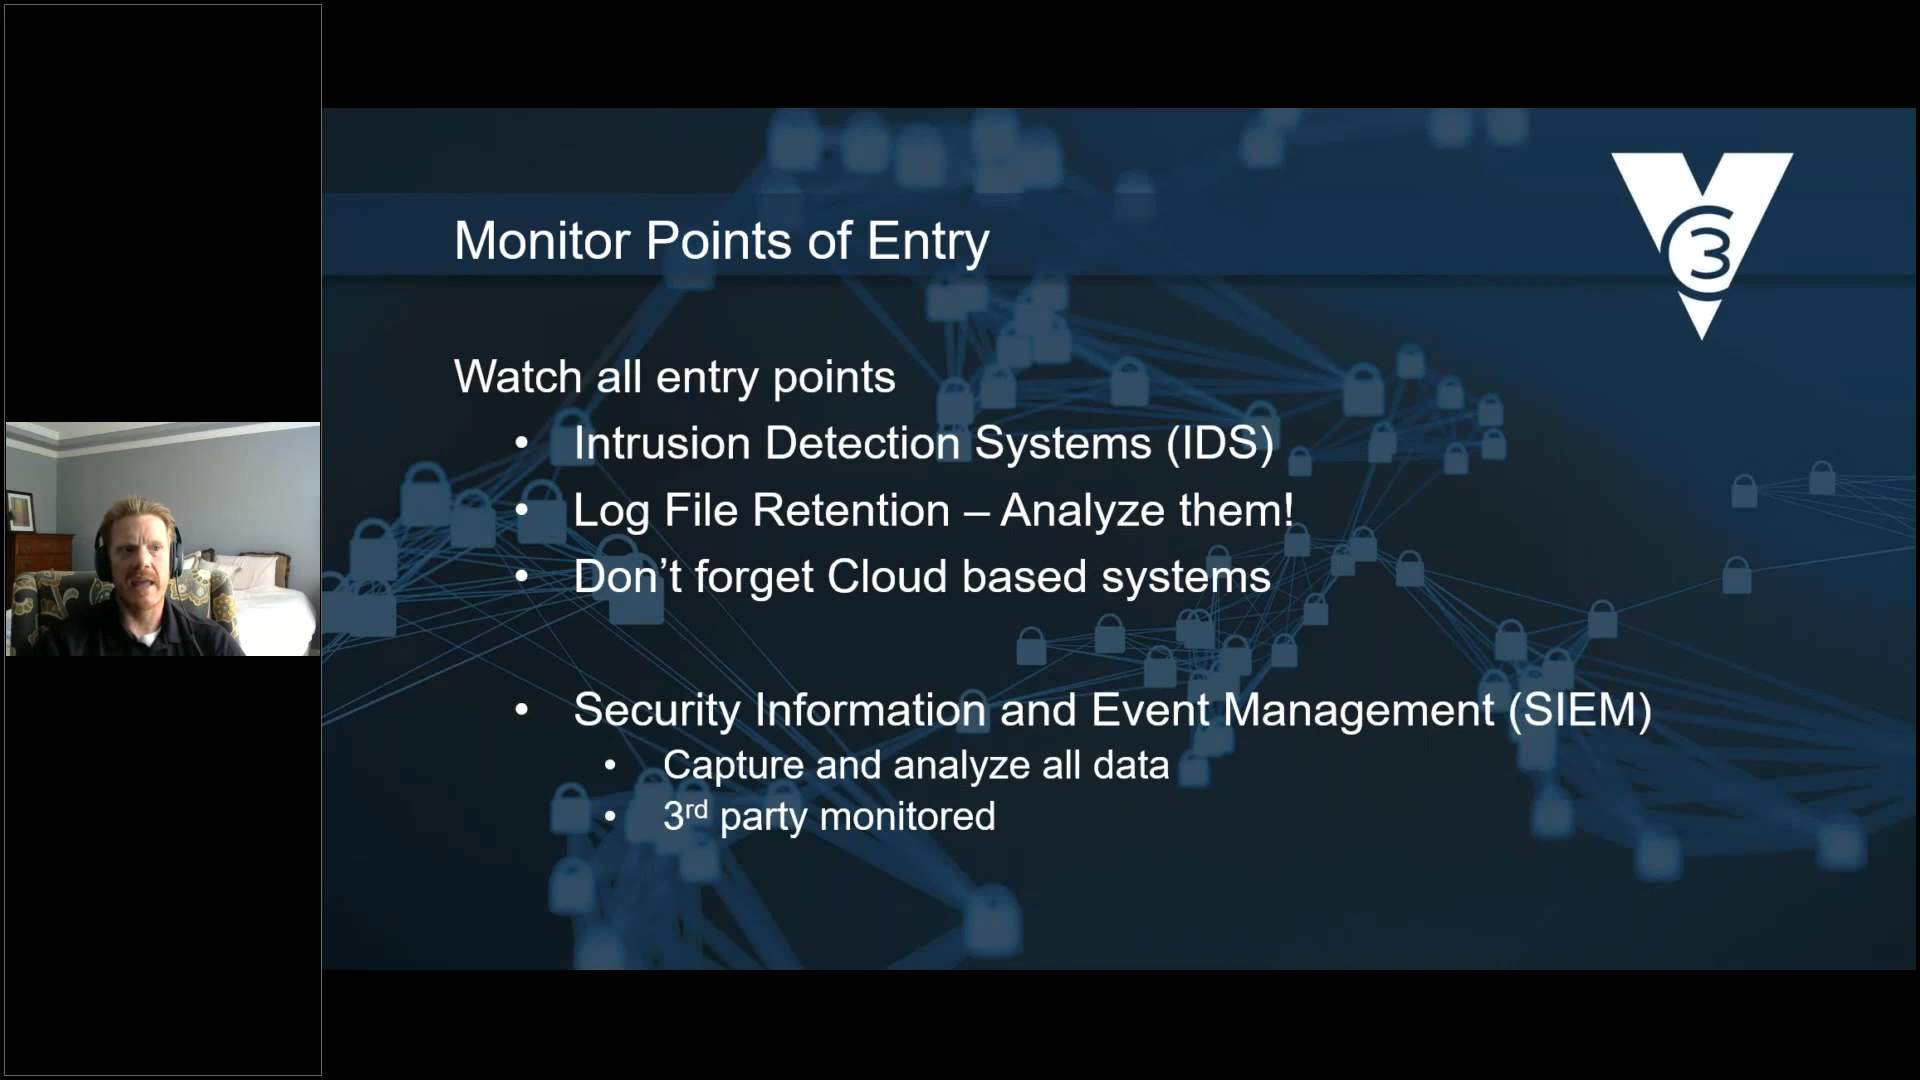 Monitor Points of Entry
3
Watch all entry points
• Intrusion Detection Systems (IDS)
• Log File Retention – Analyze them!
• Don’t forget Cloud based systems
• Security Information and Event Management (SIEM)
• Capture and analyze all data
• 3rd party monitored